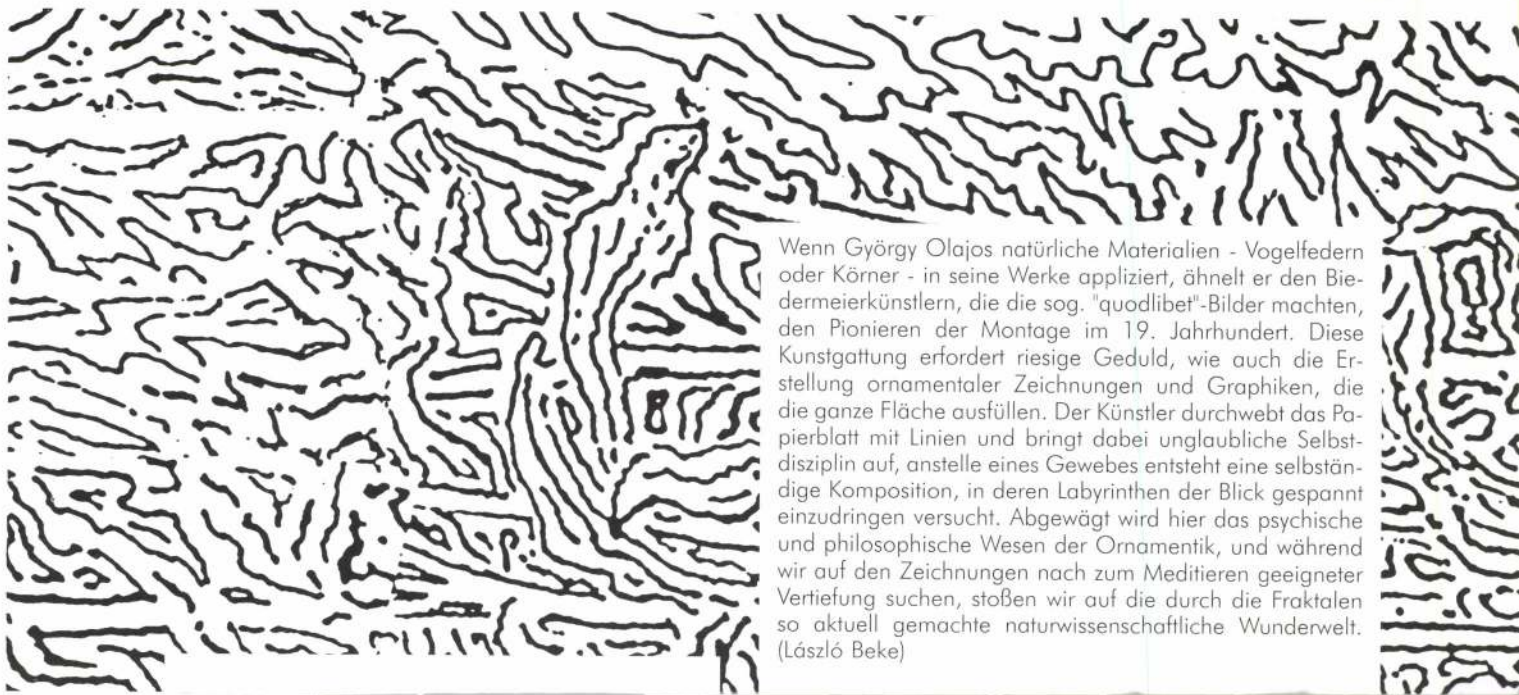 Wenn György Olajos natürliche Materialien - Vogelfedern
oder Körner - in seine Werke appliziert, ähnelt er den Bie-
dermeierkünstlern, die die sog. "quodlibet"-Bilder machten,
den Pionieren der Montage im 19. Jahrhundert. Diese
Kunstgattung erfordert riesige Geduld, wie auch die Er-
stellung ornamentaler Zeichnungen und Graphiken, die
die ganze Fläche ausfüllen. Der Künstler durchwebt das Pa-
pierblatt mit Linien und bringt dabei unglaubliche Selbst-
disziplin auf, anstelle eines Gewebes entsteht eine selbstän-
dige Komposition, in deren Labyrinthen der Blick gespannt
einzudringen versucht. Abgewägt wird hier das psychische
und philosophische Wesen der Ornamentik, und während
wir auf den Zeichnungen nach zum Meditieren geeigneter
Vertiefung suchen, stoßen wir auf die durch die Fraktalen
so aktuell gemachte naturwissenschaftliche Wunderwelt.
(László Beke)